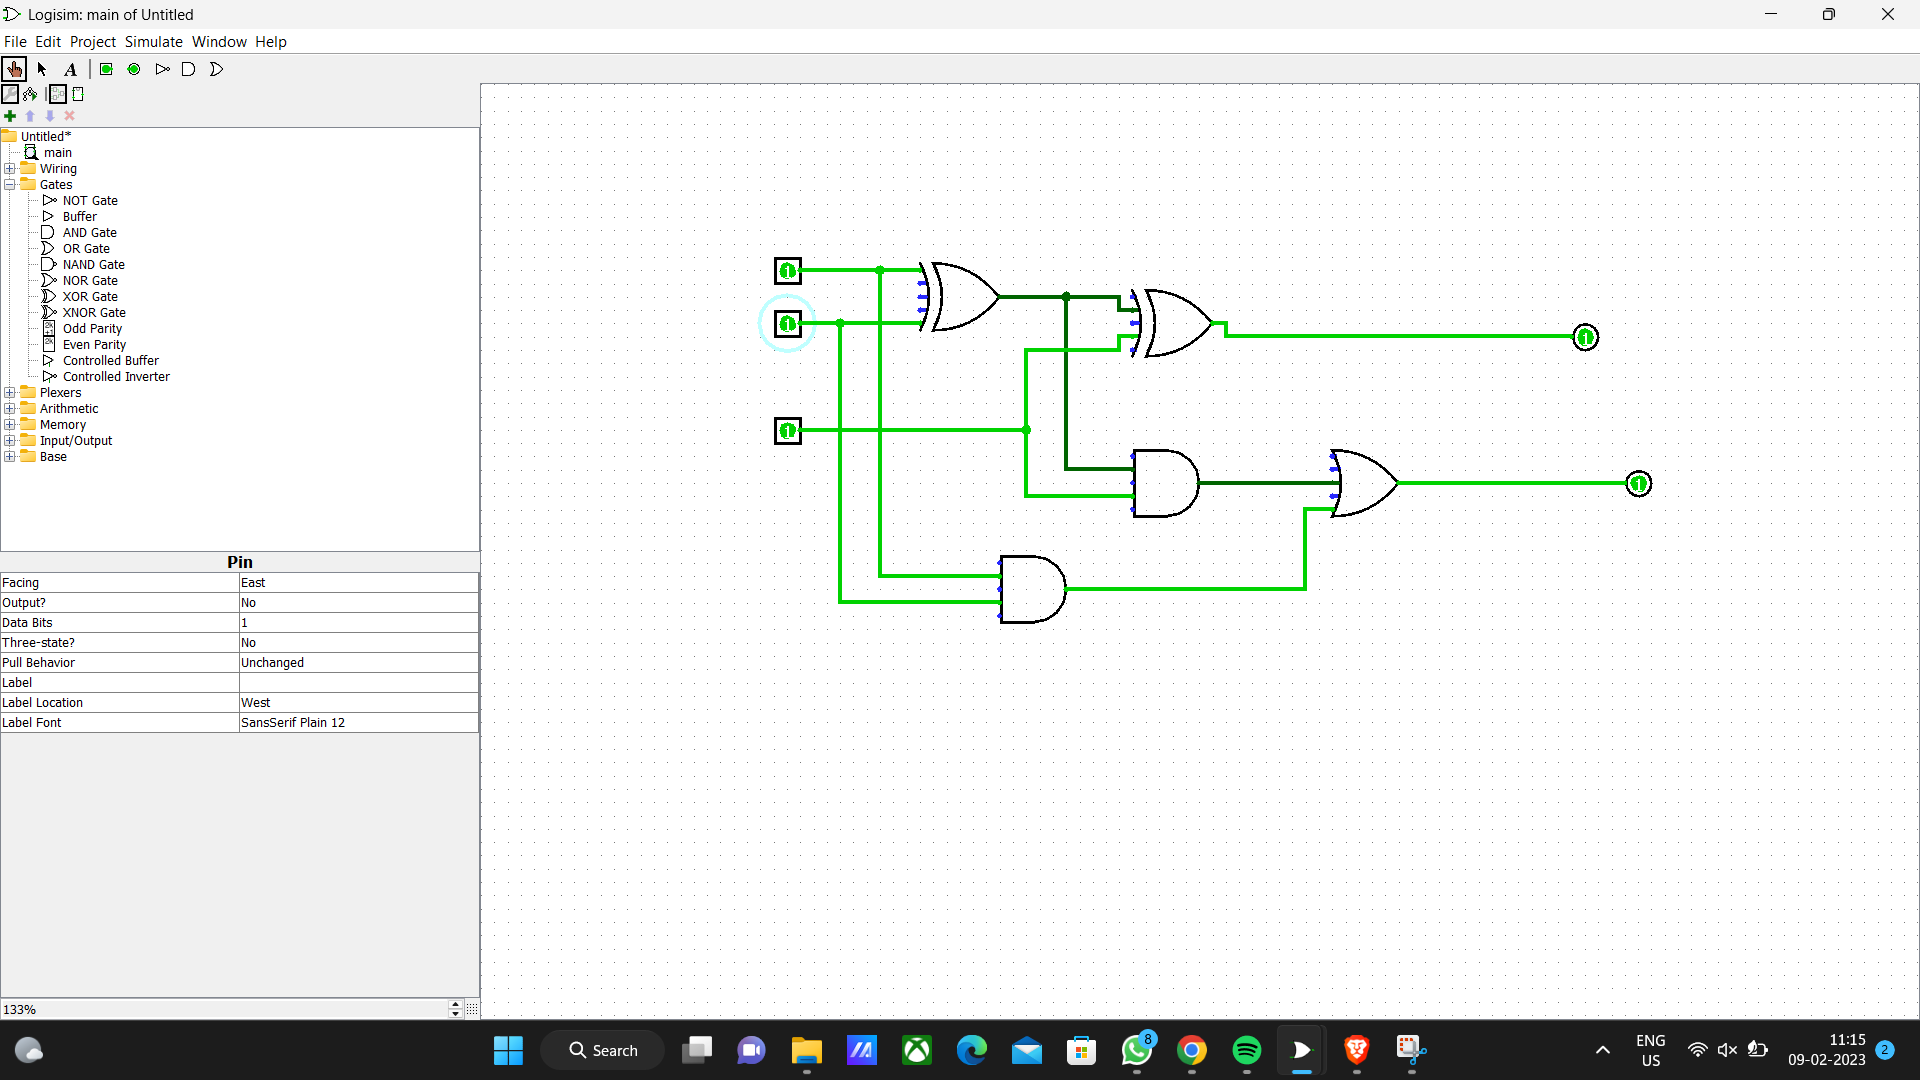 Logisim: main of Untitled
File Edit Project Simulate Window Help
A
Untitled*
main
Wiring
Gates
NOT Gate
Buffer
AND Gate
OR Gate
NAND Gate
NOR Gate
XOR Gate
XNOR Gate
Odd Parity
Even Parity
Controlled Buffer
Controlled Inverter
Plexers
Arithmetic
Memory
Input/Output
Base
Pin
Facing East
Output? No
Data Bits 1
Three-state? No
Pull Behavior Unchanged
Label
Label Location West
Label Font SansSerif Plain 12
133%
1
1
1
1
1
Search
8
ENG
US
11:15
09-02-2023
2